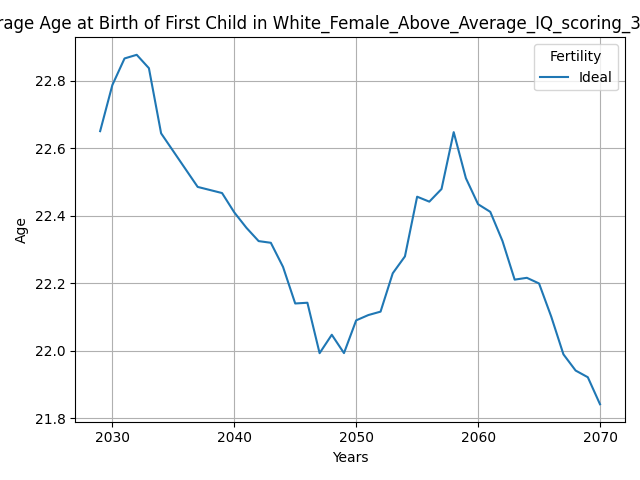 Age at Birth of First Child in White_Female_Above_Average_IQ_scoring_3
Fertility
Ideal
22.8
22.6
22.4
22.2
22.0
21.8
Age
2030 2040 2050 2060 2070
Years